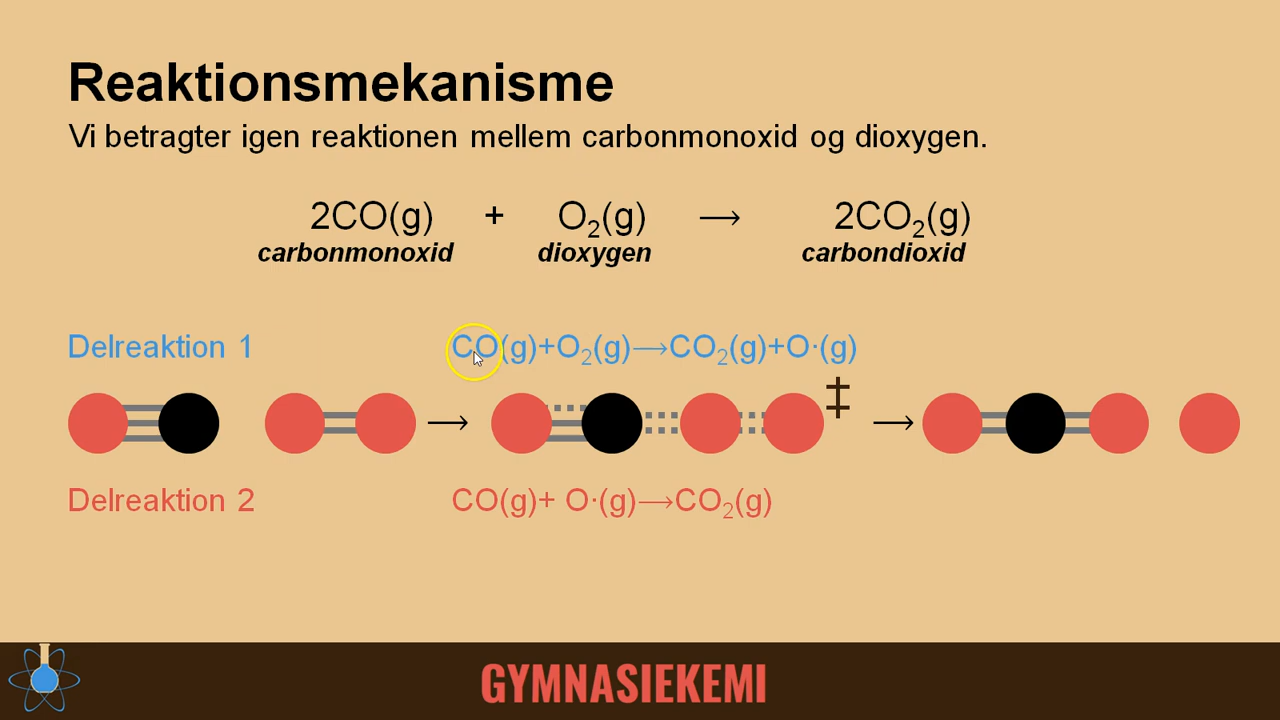 Reaktionsmekanisme
Vi betragter igen reaktionen mellem carbonmonoxid og dioxygen.
2CO(g) + O₂(g) ⟶ 2CO₂(g)
carbonmonoxid dioxygen carbondioxid
Delreaktion 1 CO(g)+O₂(g)⟶CO₂(g)+O·(g)
⟶ ‡ ⟶
Delreaktion 2 CO(g)+ O·(g)⟶CO₂(g)
GYMNASIEKEMI